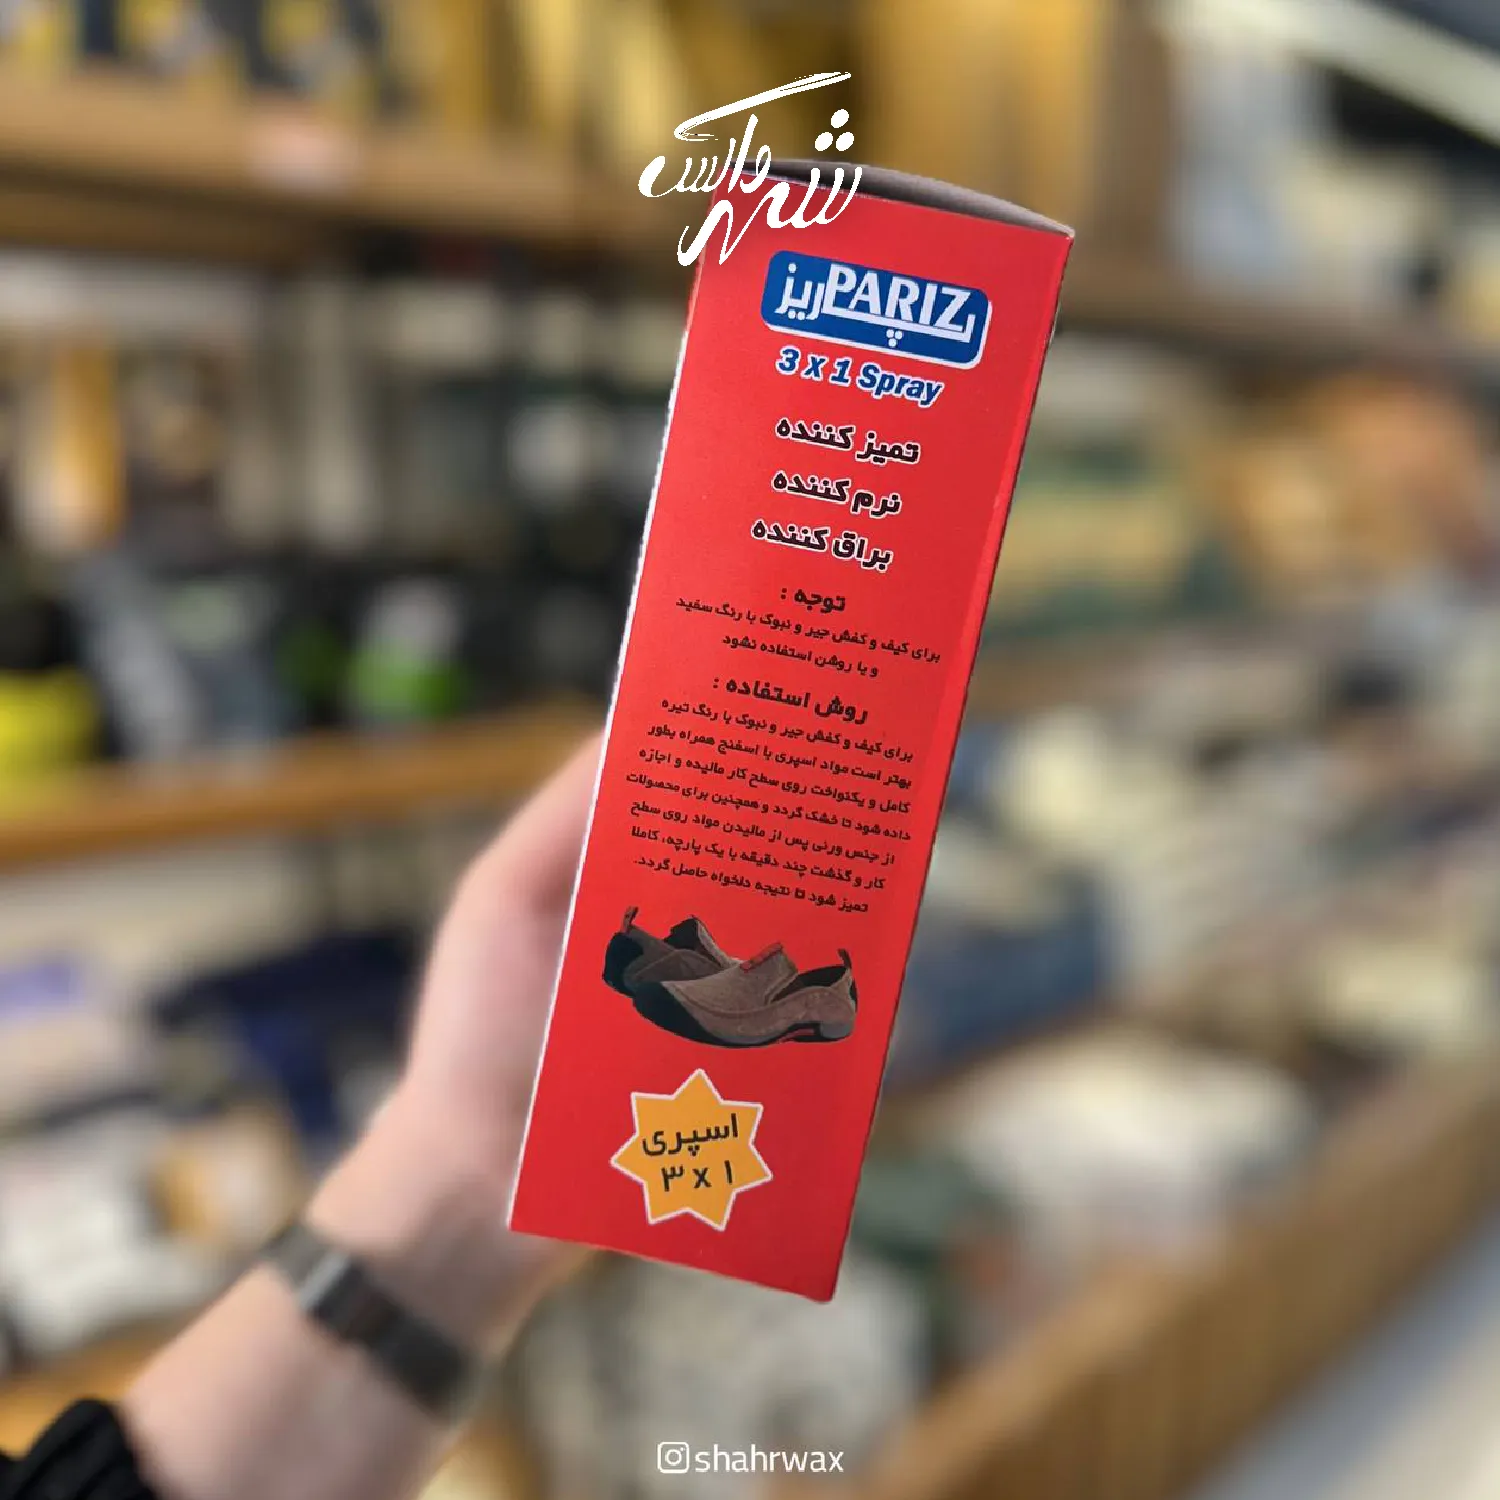 شهر واکس
PARIZ پاریز
3 x 1 Spray
تمیز کننده
نرم کننده
براق کننده
توجه :
برای کیف و کفش جیر و نبوک با رنگ سفید
و یا روشن استفاده نشود
روش استفاده :
برای کیف و کفش جیر و نبوک با رنگ تیره
بهتر است مواد اسپری با اسفنج همراه بطور
کامل و یکنواخت روی سطح کار مالیده و اجازه
داده شود تا خشک گردد و همچنین برای محصولات
از جنس ورنی پس از مالیدن مواد روی سطح
کار و گذشت چند دقیقه با یک پارچه، کاملا
تمیز شود تا نتیجه دلخواه حاصل گردد.
اسپری
۳ x ۱
shahrwax